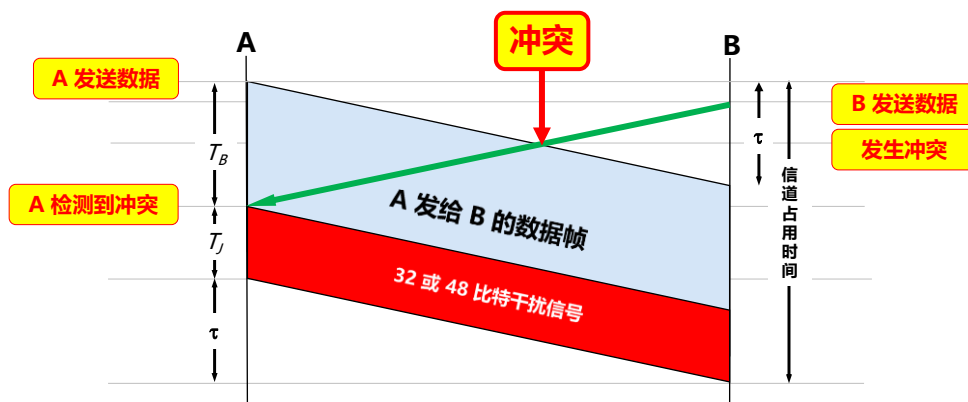 冲突
A
B
A 发送数据
B 发送数据
τ
T_B
发生冲突
信道占用时间
A 检测到冲突
A 发给 B 的数据帧
T_J
32 或 48 比特干扰信号
τ